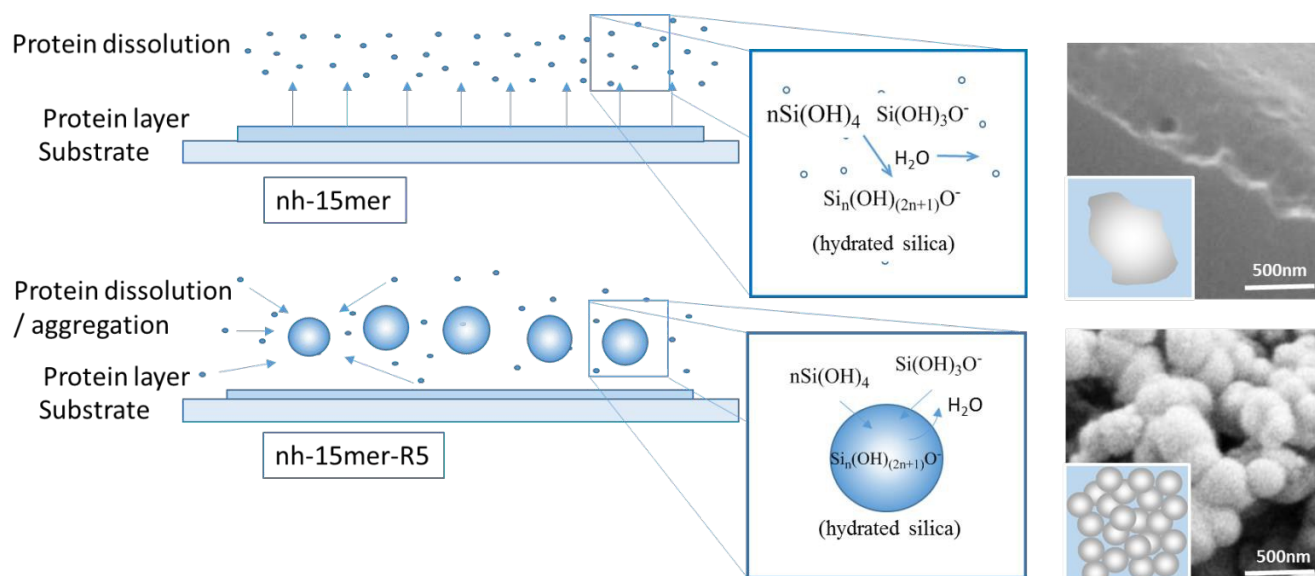 Protein dissolution
Protein layer
Substrate
nh-15mer
nSi(OH)₄ Si(OH)₃O⁻
H₂O
Siₙ(OH)₍₂ₙ₊₁₎O⁻
(hydrated silica)
500nm
Protein dissolution
/ aggregation
Protein layer
Substrate
nh-15mer-R5
nSi(OH)₄
Si(OH)₃O⁻
H₂O
Siₙ(OH)₍₂ₙ₊₁₎O⁻
(hydrated silica)
500nm